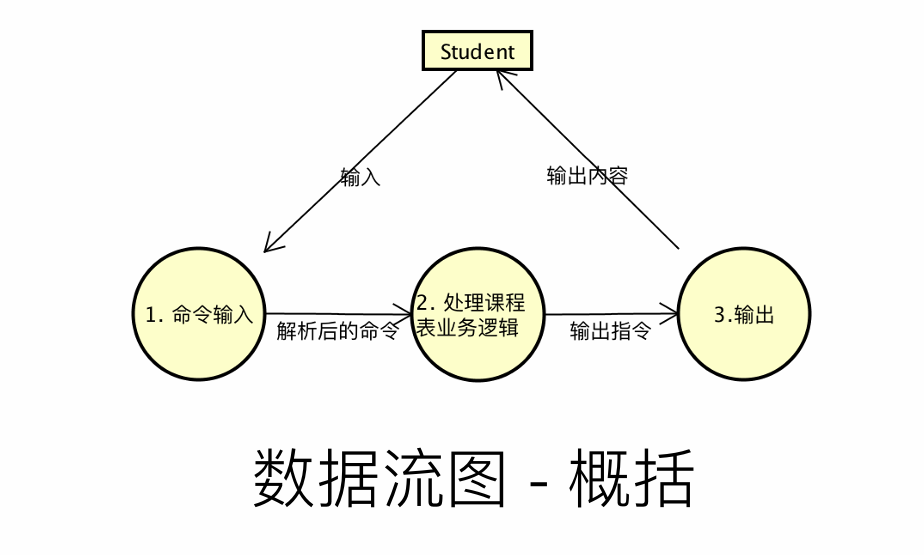 Student
输入
输出内容
1. 命令输入
解析后的命令
2. 处理课程
表业务逻辑
输出指令
3.输出
数据流图 - 概括